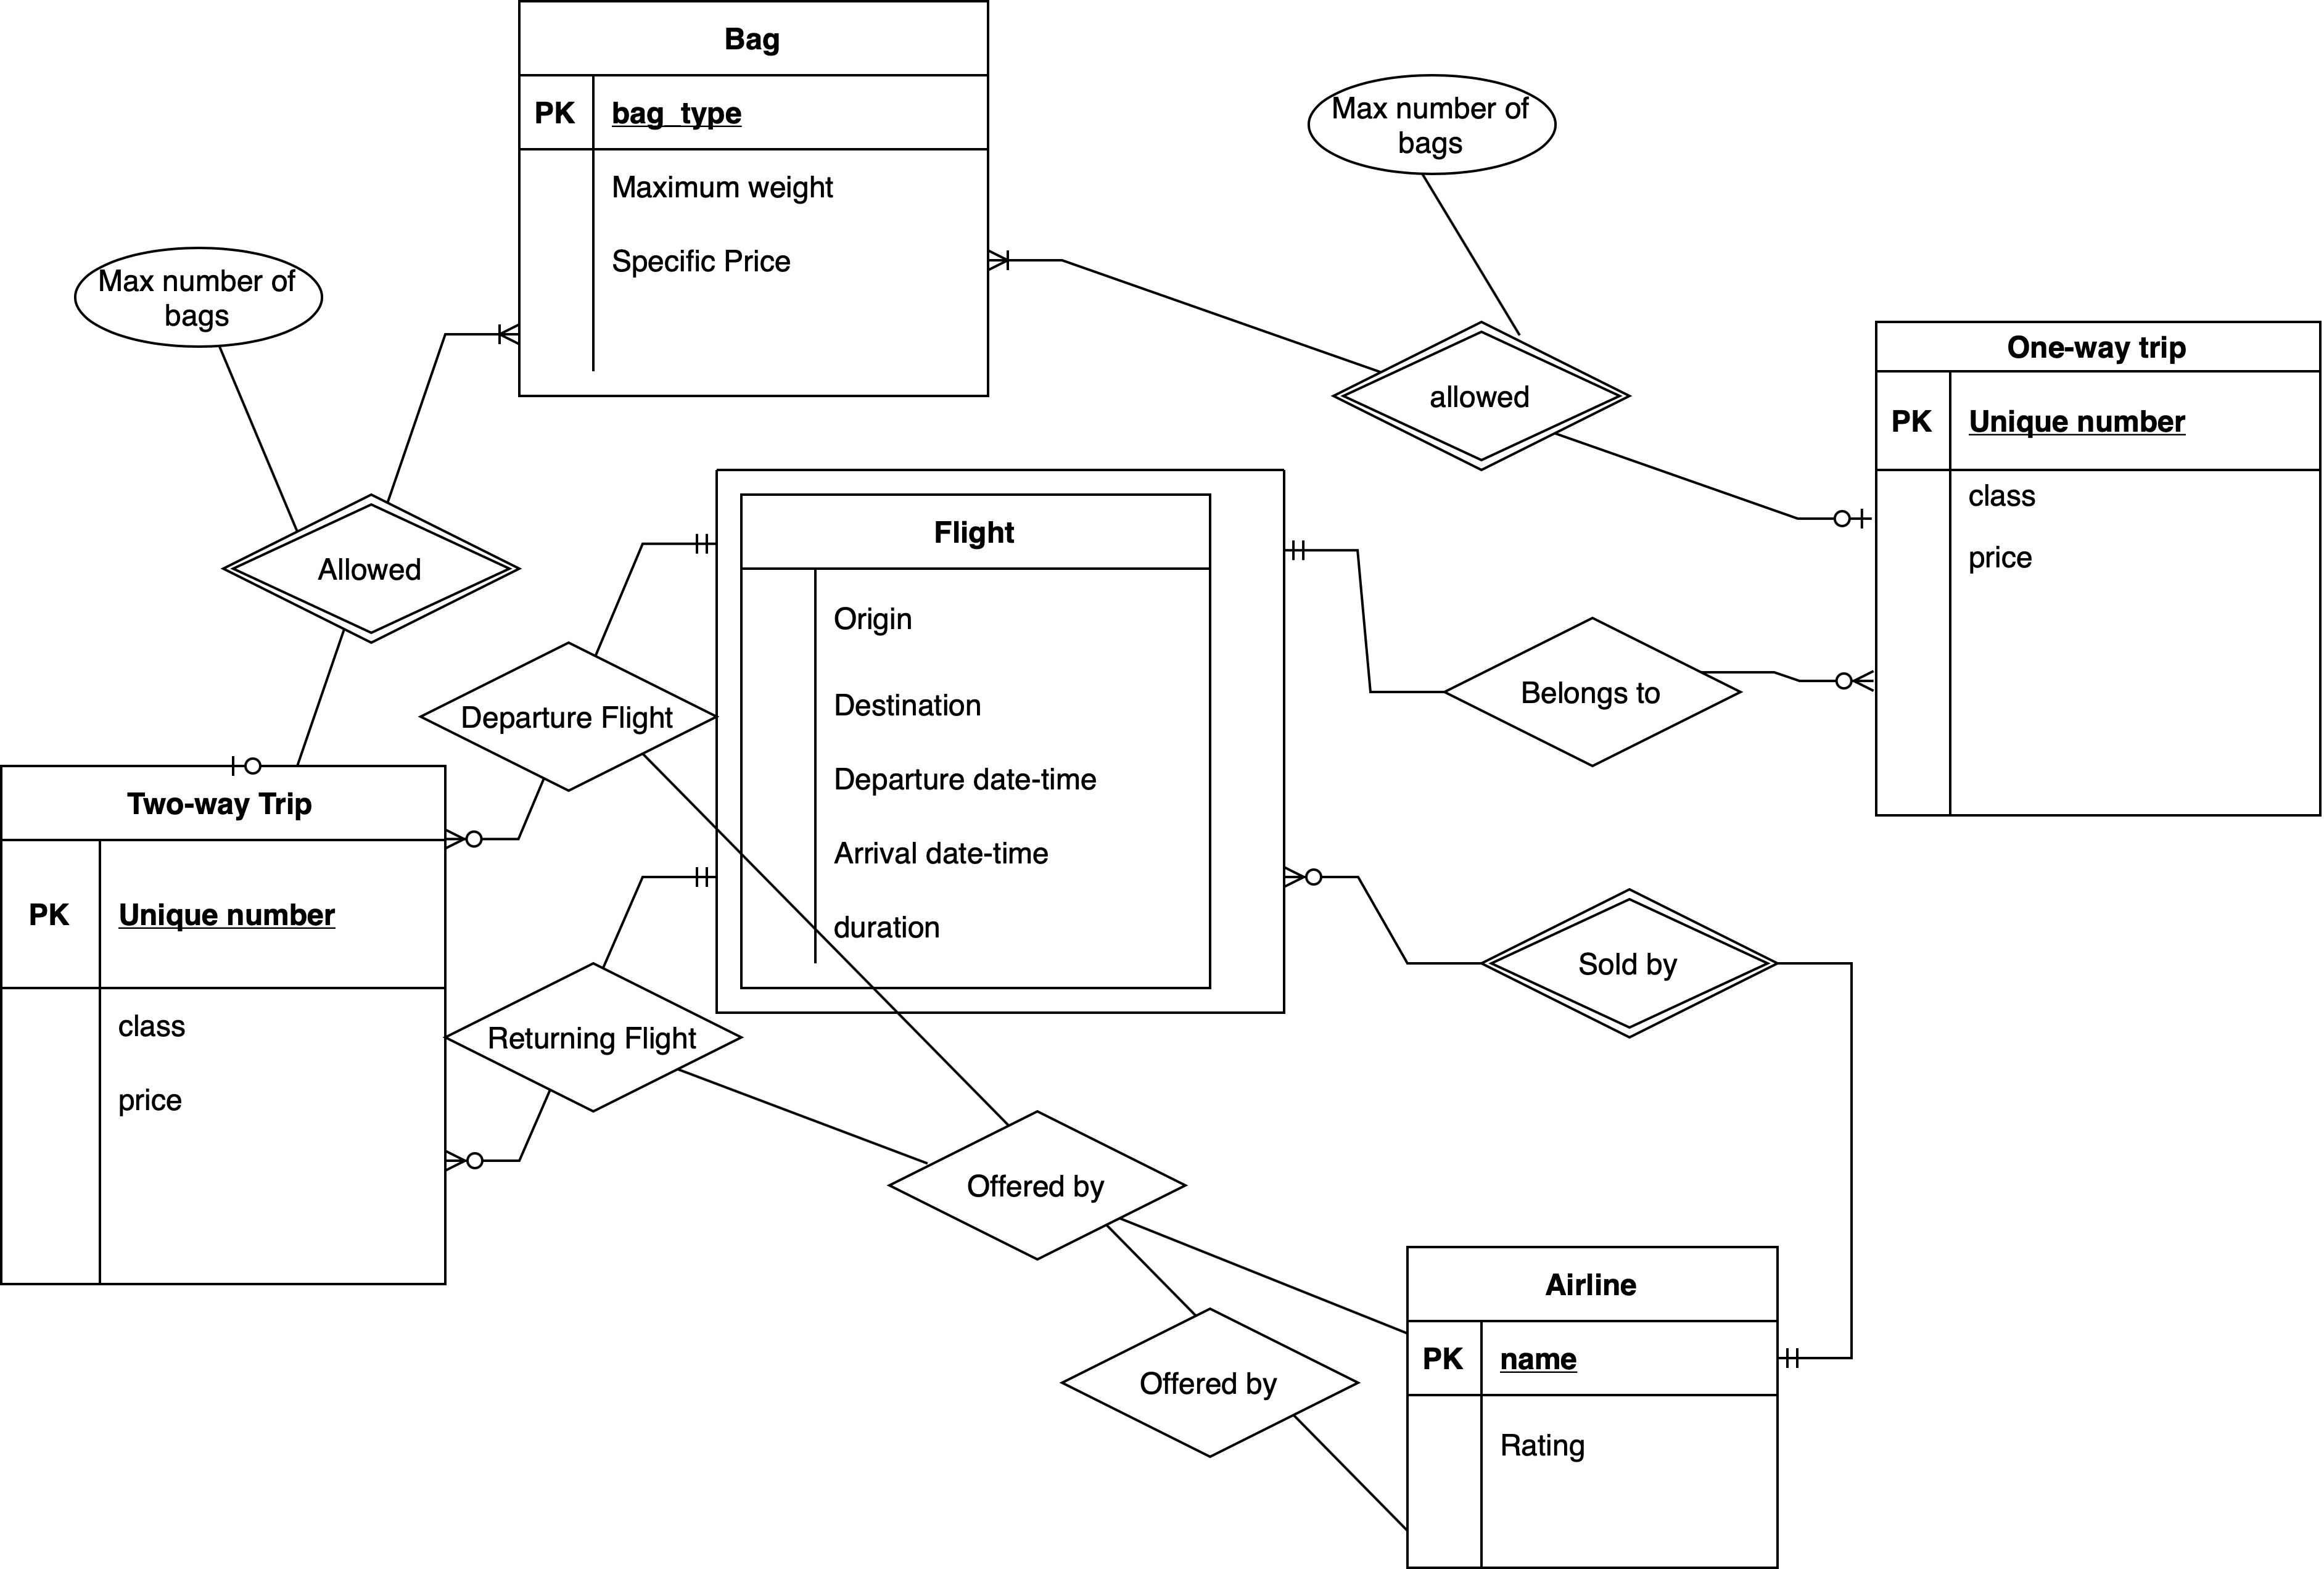 Bag
PK
bag_type
Maximum weight
Specific Price
Max number of
bags
Max number of
bags
allowed
One-way trip
PK
Unique number
class
price
Allowed
Flight
Origin
Destination
Departure date-time
Arrival date-time
duration
Departure Flight
Belongs to
Two-way Trip
PK
Unique number
class
price
Returning Flight
Sold by
Offered by
Offered by
Airline
PK
name
Rating